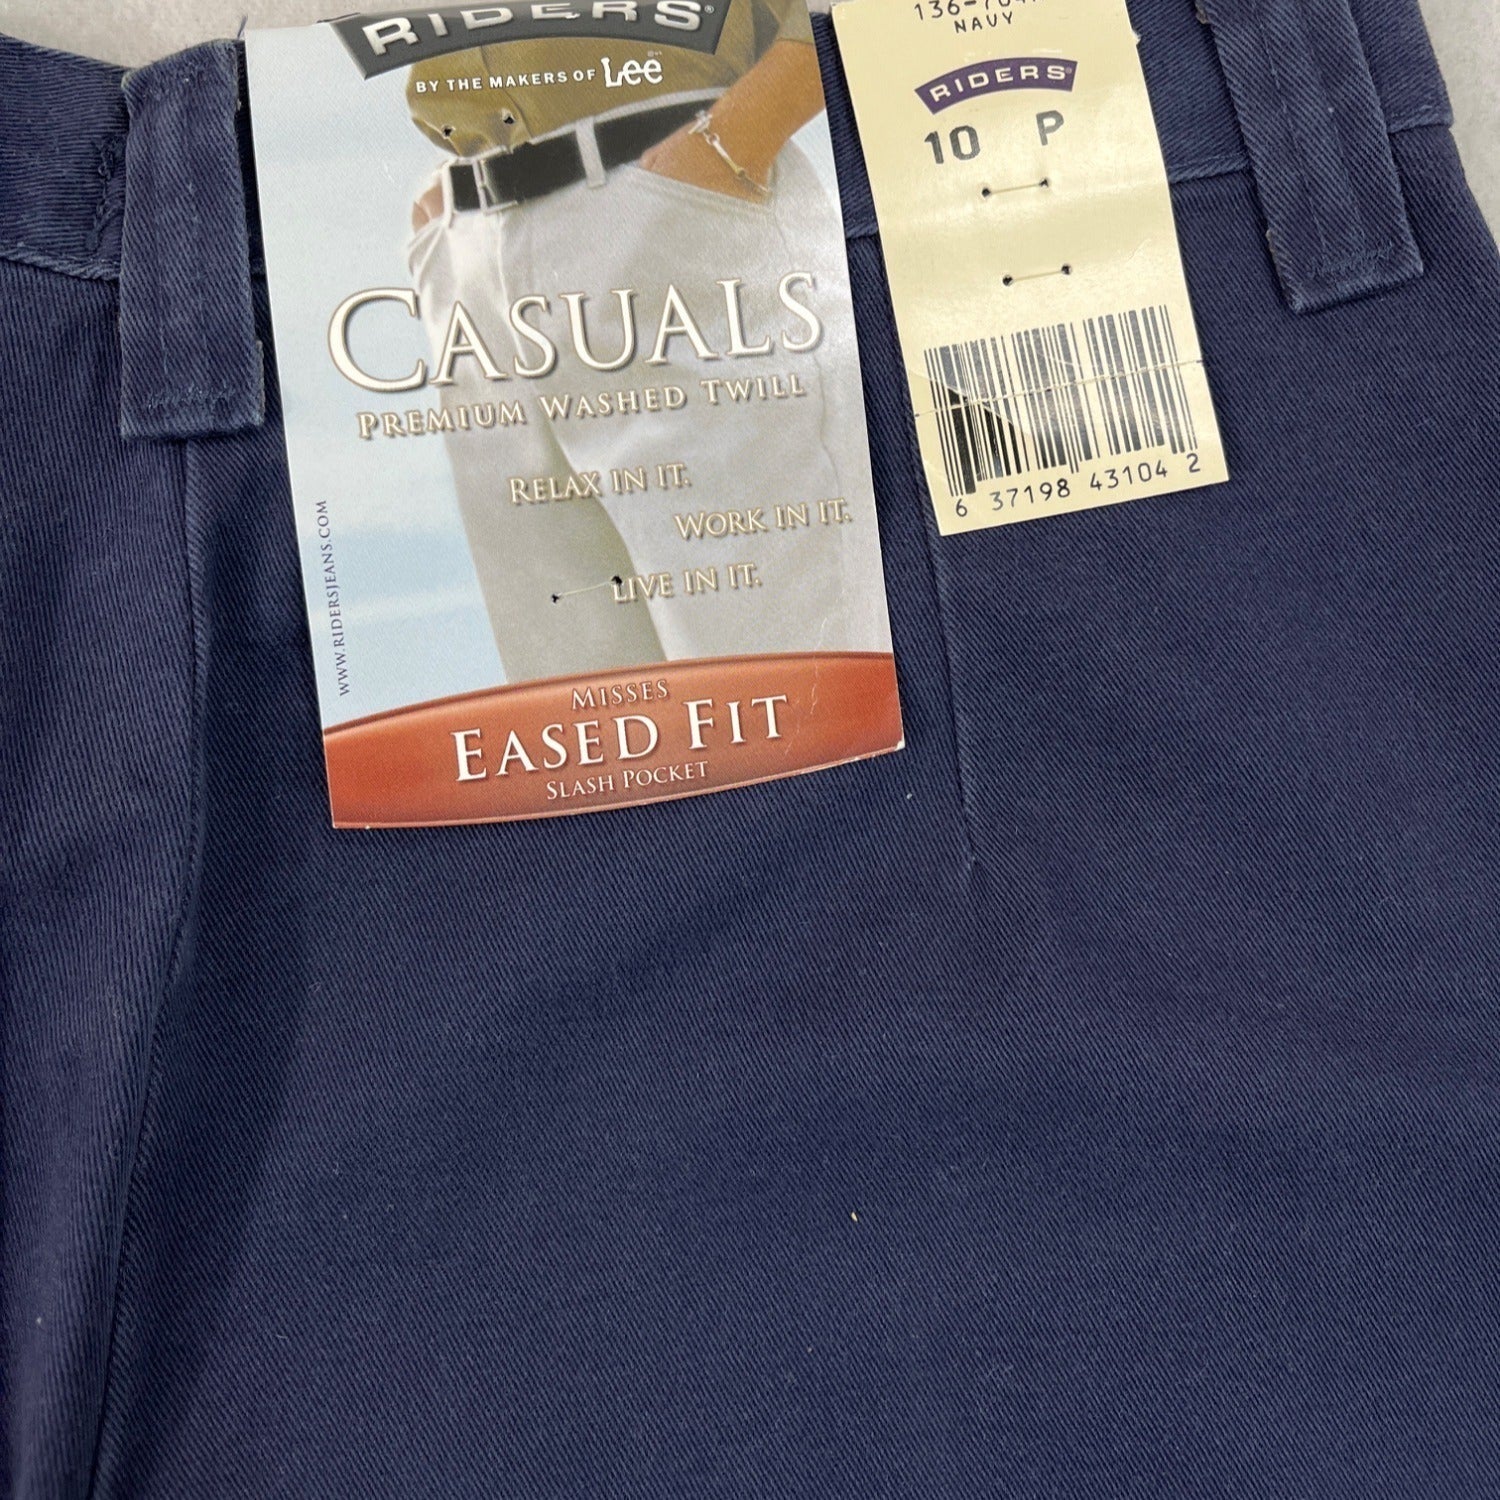 RIDERS®
BY THE MAKERS OF Lee
CASUALS
PREMIUM WASHED TWILL
RELAX IN IT.
WORK IN IT.
LIVE IN IT.
WWW.RIDERSJEANS.COM
MISSES
EASED FIT
SLASH POCKET
NAVY
RIDERS®
10 P
6 37198 43104 2